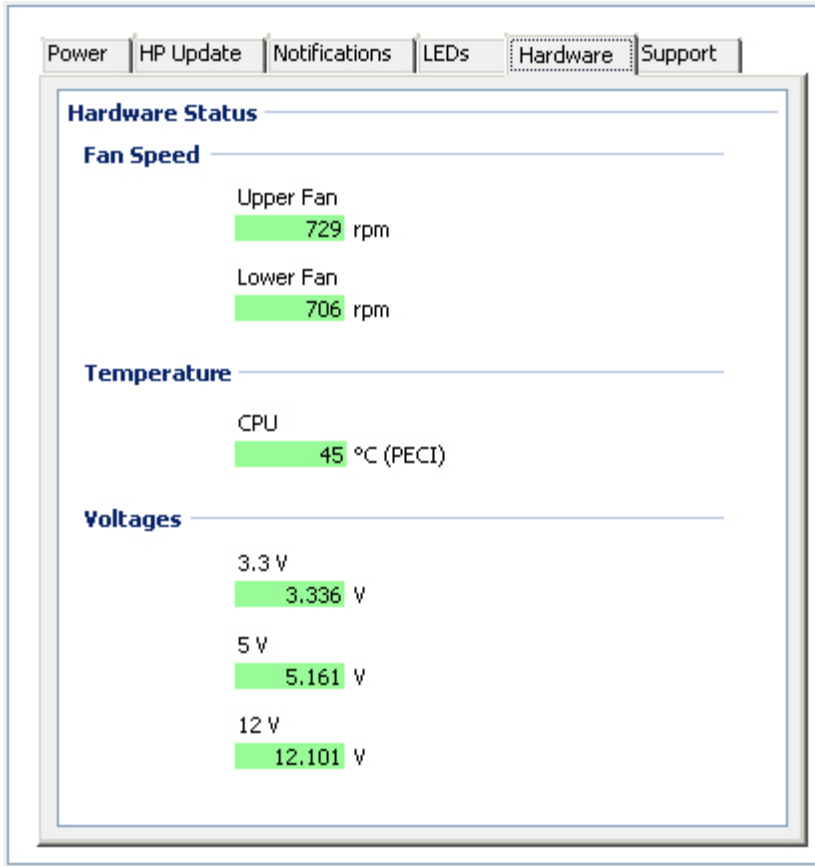 Power HP Update Notifications LEDs Hardware Support
Hardware Status
Fan Speed
Upper Fan
729 rpm
Lower Fan
706 rpm
Temperature
CPU
45 °C (PECI)
Voltages
3.3 V
3.336 V
5 V
5.161 V
12 V
12.101 V